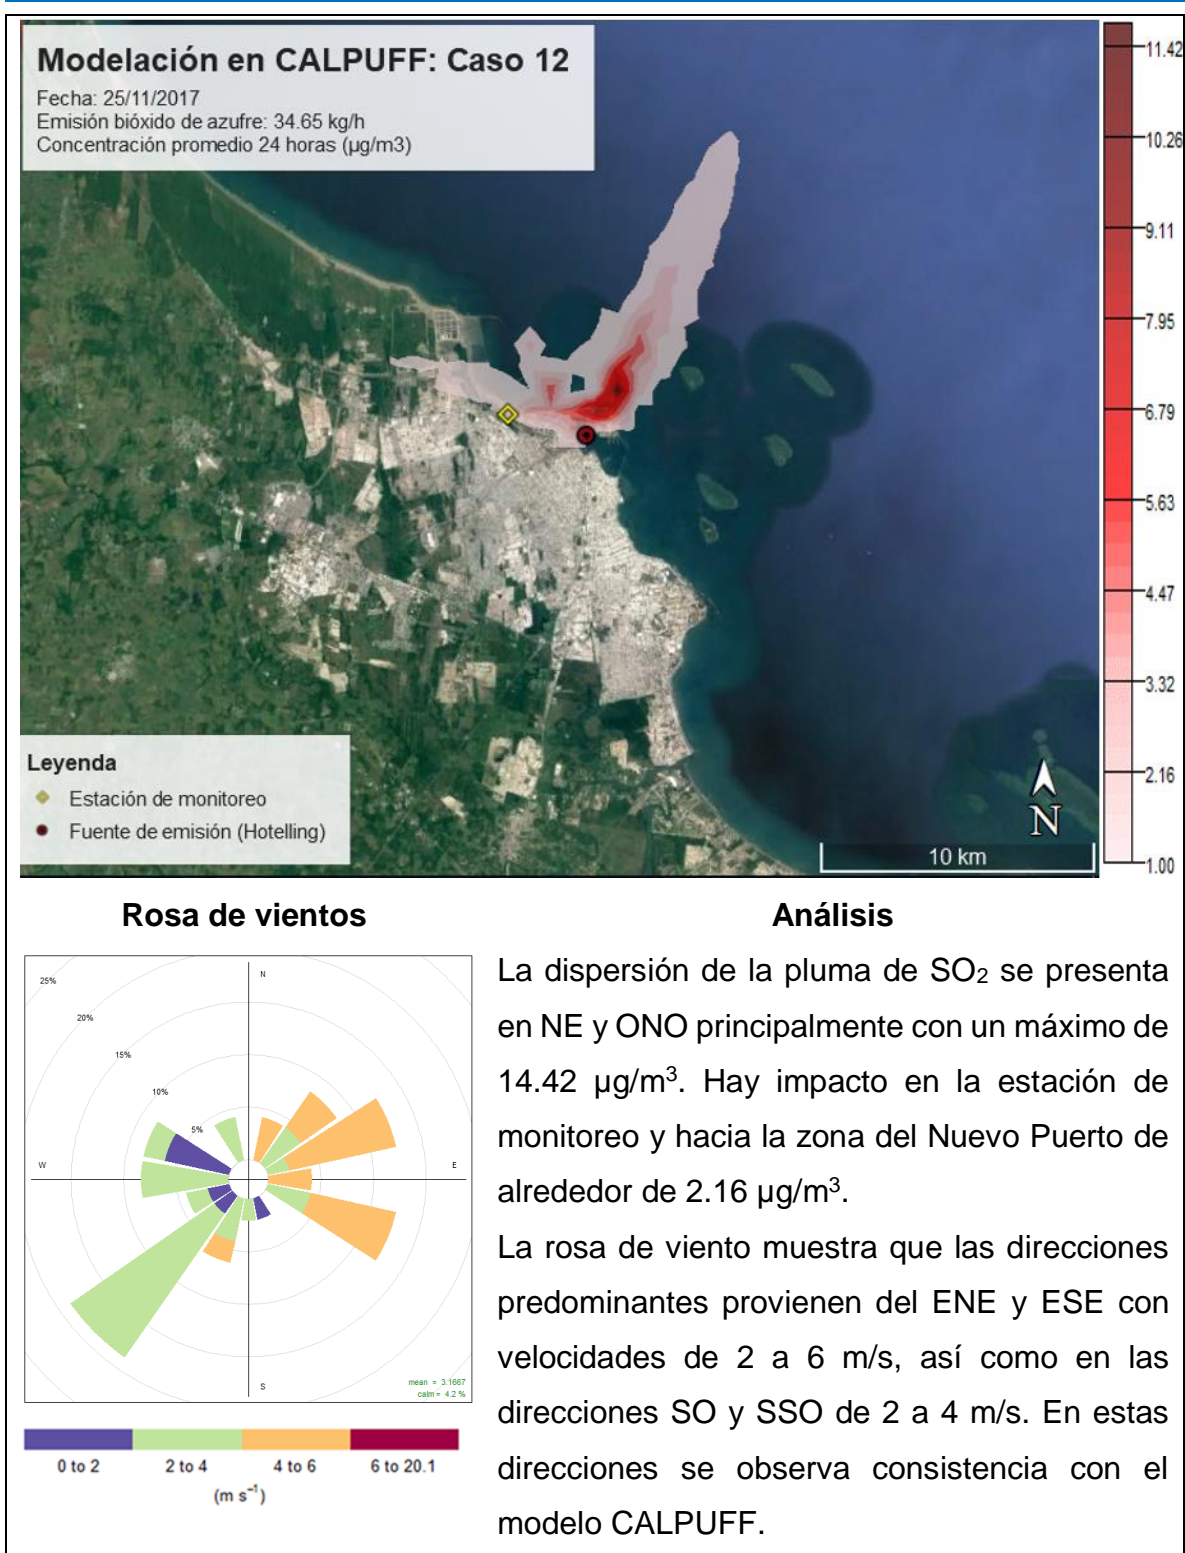 Modelación en CALPUFF: Caso 12
Fecha: 25/11/2017
Emisión bióxido de azufre: 34.65 kg/h
Concentración promedio 24 horas (µg/m3)
11.42
10.26
9.11
7.95
6.79
5.63
4.47
3.32
2.16
1.00
Leyenda
Estación de monitoreo
Fuente de emisión (Hotelling)
N
10 km
Rosa de vientos
25%
20%
15%
10%
5%
N
W
E
S
mean = 3.1667
calm = 4.2 %
0 to 2
2 to 4
4 to 6
6 to 20.1
(m s⁻¹)
Análisis
La dispersión de la pluma de SO₂ se presenta
en NE y ONO principalmente con un máximo de
14.42 µg/m³. Hay impacto en la estación de
monitoreo y hacia la zona del Nuevo Puerto de
alrededor de 2.16 µg/m³.
La rosa de viento muestra que las direcciones
predominantes provienen del ENE y ESE con
velocidades de 2 a 6 m/s, así como en las
direcciones SO y SSO de 2 a 4 m/s. En estas
direcciones se observa consistencia con el
modelo CALPUFF.